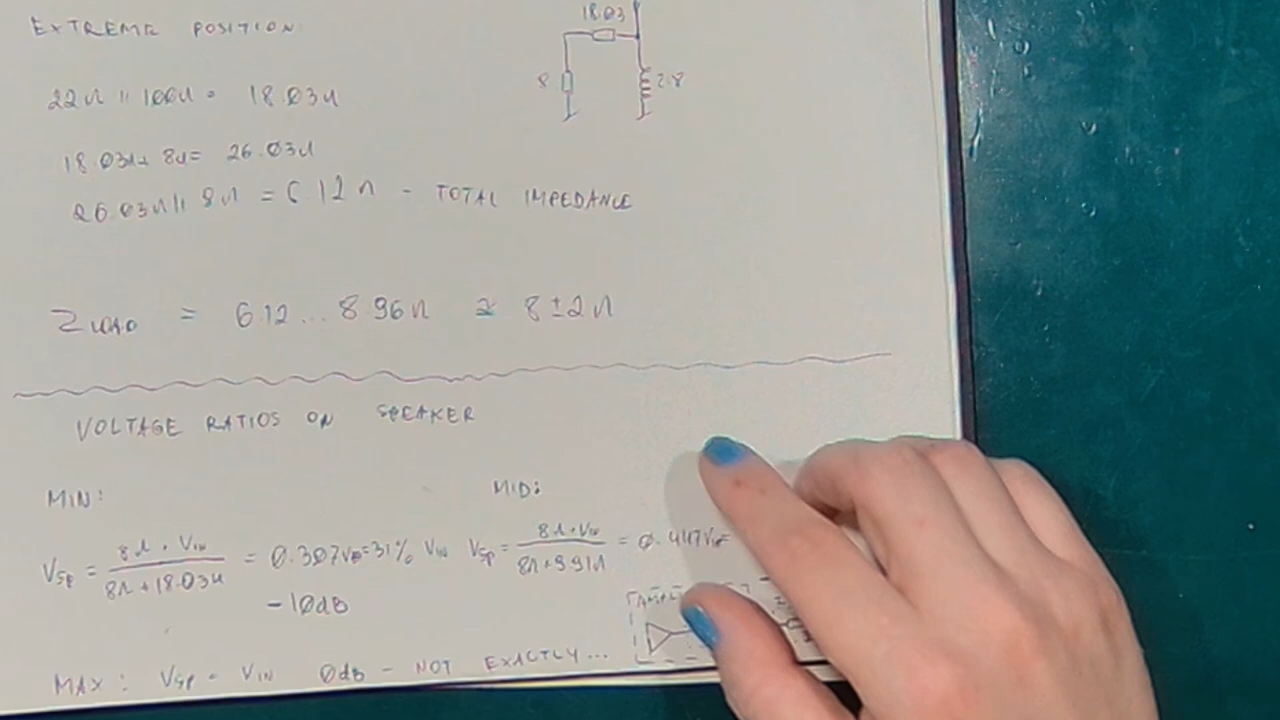 EXTREME POSITION:
18.03
22Ω || 100Ω = 18.03Ω
8
2.8
18.03Ω + 8Ω = 26.03Ω
26.03Ω || 8Ω = 6.12Ω - TOTAL IMPEDANCE
ZLOAD = 6.12...8.96Ω ≈ 8±2Ω
VOLTAGE RATIOS ON SPEAKER
MIN:
MID:
VSP = 8Ω · VIN / 8Ω + 18.03Ω = 0.307VIN = 31% VIN
VSP = 8Ω · VIN / 8Ω + 9.91Ω = 0.447V
-10dB
MAX: VSP = VIN 0dB - NOT EXACTLY...